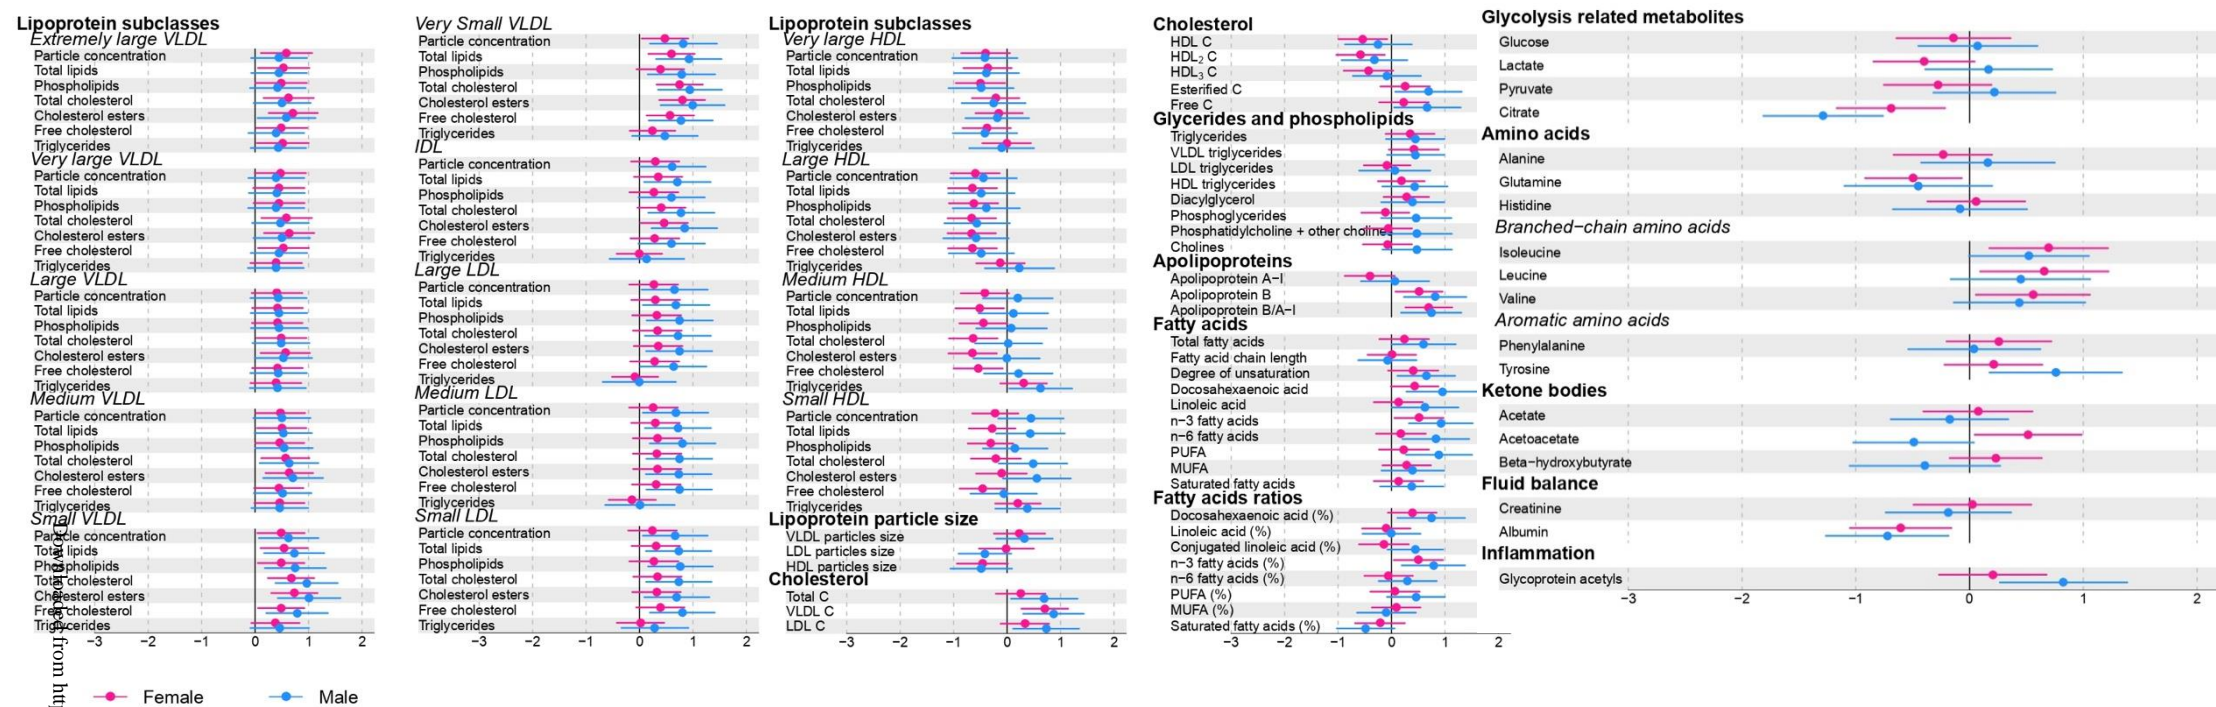 Lipoprotein subclasses
Extremely large VLDL
Particle concentration
Total lipids
Phospholipids
Total cholesterol
Cholesterol esters
Free cholesterol
Triglycerides
Very large VLDL
Particle concentration
Total lipids
Phospholipids
Total cholesterol
Cholesterol esters
Free cholesterol
Triglycerides
Large VLDL
Particle concentration
Total lipids
Phospholipids
Total cholesterol
Cholesterol esters
Free cholesterol
Triglycerides
Medium VLDL
Particle concentration
Total lipids
Phospholipids
Total cholesterol
Cholesterol esters
Free cholesterol
Triglycerides
Small VLDL
Particle concentration
Total lipids
Phospholipids
Total cholesterol
Cholesterol esters
Free cholesterol
Triglycerides
−3 −2 −1 0 1 2
Very Small VLDL
Particle concentration
Total lipids
Phospholipids
Total cholesterol
Cholesterol esters
Free cholesterol
Triglycerides
IDL
Particle concentration
Total lipids
Phospholipids
Total cholesterol
Cholesterol esters
Free cholesterol
Triglycerides
Large LDL
Particle concentration
Total lipids
Phospholipids
Total cholesterol
Cholesterol esters
Free cholesterol
Triglycerides
Medium LDL
Particle concentration
Total lipids
Phospholipids
Total cholesterol
Cholesterol esters
Free cholesterol
Triglycerides
Small LDL
Particle concentration
Total lipids
Phospholipids
Total cholesterol
Cholesterol esters
Free cholesterol
Triglycerides
−3 −2 −1 0 1 2
Lipoprotein subclasses
Very large HDL
Particle concentration
Total lipids
Phospholipids
Total cholesterol
Cholesterol esters
Free cholesterol
Triglycerides
Large HDL
Particle concentration
Total lipids
Phospholipids
Total cholesterol
Cholesterol esters
Free cholesterol
Triglycerides
Medium HDL
Particle concentration
Total lipids
Phospholipids
Total cholesterol
Cholesterol esters
Free cholesterol
Triglycerides
Small HDL
Particle concentration
Total lipids
Phospholipids
Total cholesterol
Cholesterol esters
Free cholesterol
Triglycerides
Lipoprotein particle size
VLDL particles size
LDL particles size
HDL particles size
Cholesterol
Total C
VLDL C
LDL C
−3 −2 −1 0 1 2
Cholesterol
HDL C
HDL₂ C
HDL₃ C
Esterified C
Free C
Glycerides and phospholipids
Triglycerides
VLDL triglycerides
LDL triglycerides
HDL triglycerides
Diacylglycerol
Phosphoglycerides
Phosphatidylcholine + other cholines
Cholines
Apolipoproteins
Apolipoprotein A−I
Apolipoprotein B
Apolipoprotein B/A−I
Fatty acids
Total fatty acids
Fatty acid chain length
Degree of unsaturation
Docosahexaenoic acid
Linoleic acid
n−3 fatty acids
n−6 fatty acids
PUFA
MUFA
Saturated fatty acids
Fatty acids ratios
Docosahexaenoic acid (%)
Linoleic acid (%)
Conjugated linoleic acid (%)
n−3 fatty acids (%)
n−6 fatty acids (%)
PUFA (%)
MUFA (%)
Saturated fatty acids (%)
−3 −2 −1 0 1 2
Glycolysis related metabolites
Glucose
Lactate
Pyruvate
Citrate
Amino acids
Alanine
Glutamine
Histidine
Branched−chain amino acids
Isoleucine
Leucine
Valine
Aromatic amino acids
Phenylalanine
Tyrosine
Ketone bodies
Acetate
Acetoacetate
Beta−hydroxybutyrate
Fluid balance
Creatinine
Albumin
Inflammation
Glycoprotein acetyls
−3 −2 −1 0 1 2
Female Male
Downloaded from htt